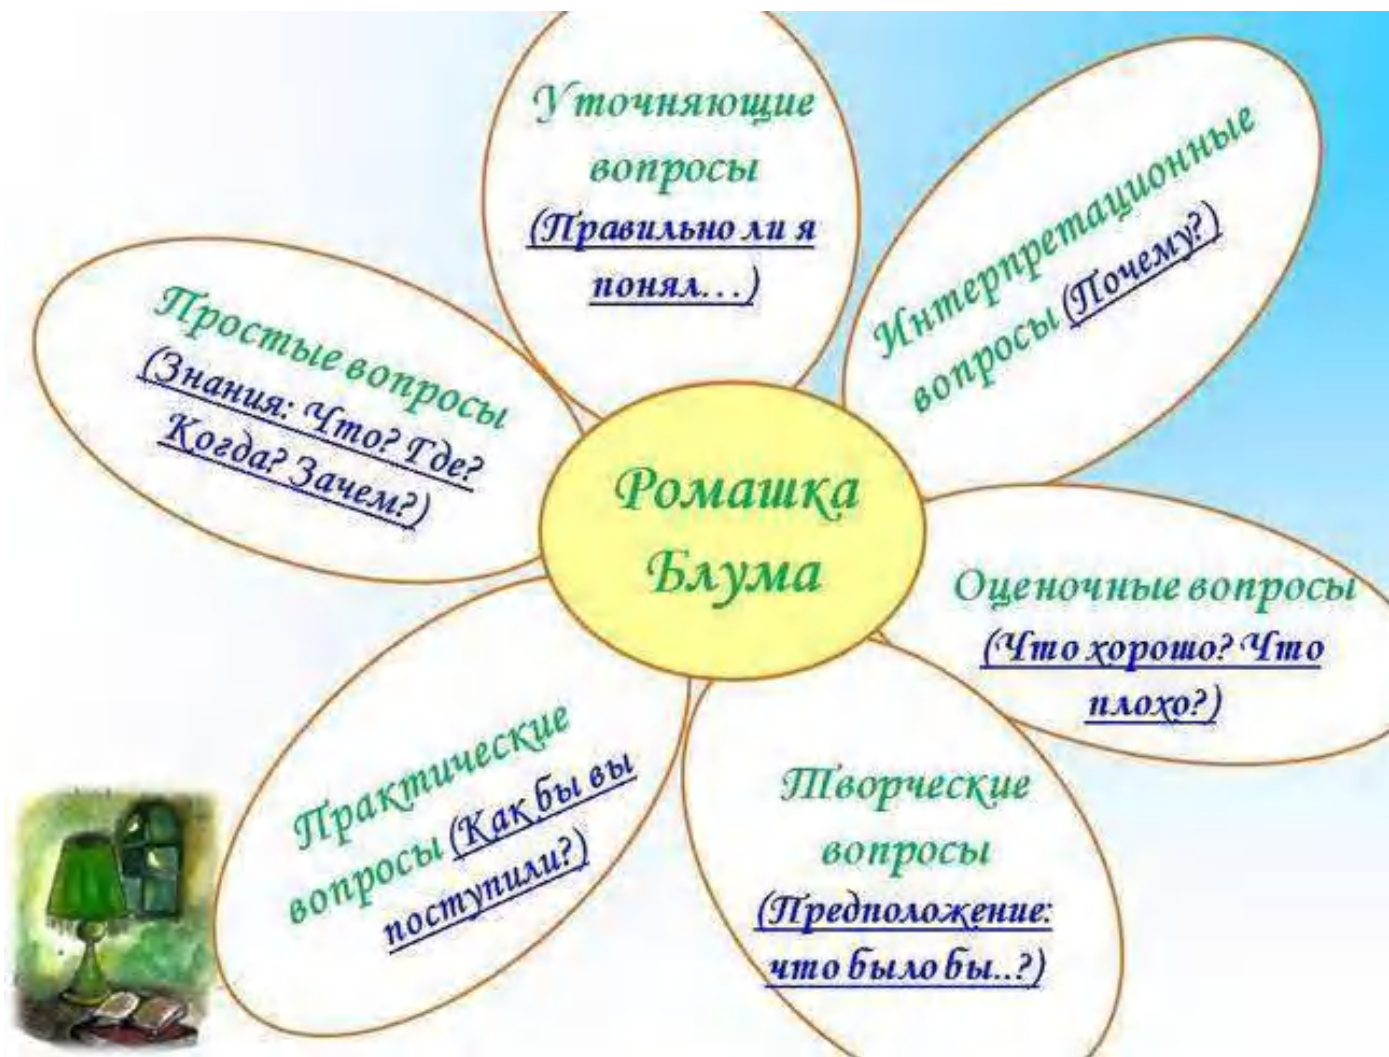 Уточняющие
вопросы
(Правильно ли я
понял…)
Интерпретационные
вопросы (Почему?)
Простые вопросы
(Знания: Что? Где?
Когда? Зачем?)
Ромашка
Блума
Оценочные вопросы
(Что хорошо? Что
плохо?)
Практические
вопросы (Как бы вы
поступили?)
Творческие
вопросы
(Предположение:
что было бы..?)